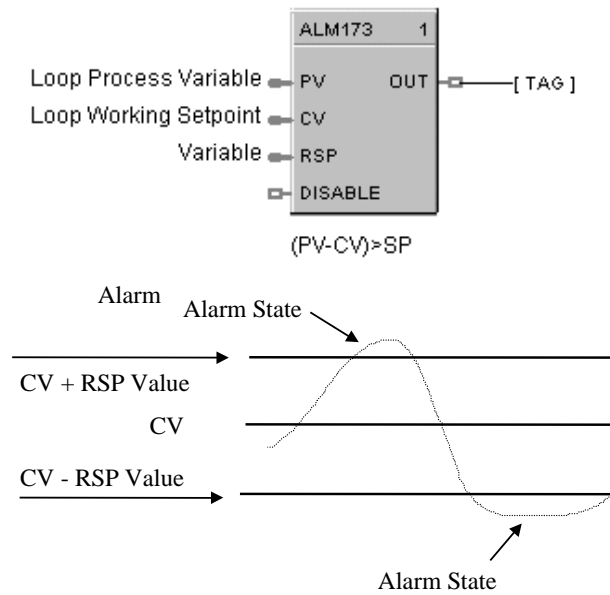 ALM173 1
Loop Process Variable PV OUT [ TAG ]
Loop Working Setpoint CV
Variable RSP
DISABLE
(PV-CV)>SP
Alarm
Alarm State
CV + RSP Value
CV
CV - RSP Value
Alarm State